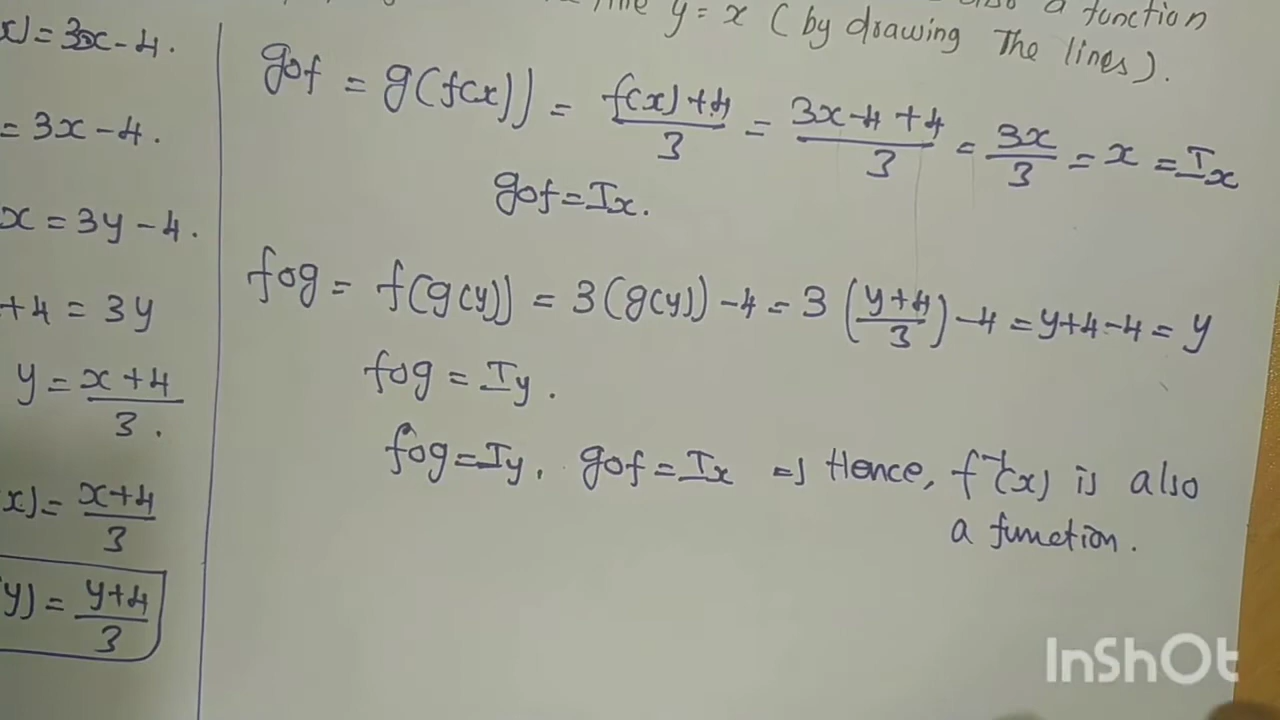 also a function
line y = x (by drawing The lines).
x) = 3x - 4.
= 3x - 4.
x = 3y - 4.
+ 4 = 3y
y = x + 4 / 3.
x) = x+4 / 3
y) = y+4 / 3
gof = g(f(x)) = f(x)+4 / 3 = 3x-4+4 / 3 = 3x / 3 = x = Ix
gof = Ix.
fog = f(g(y)) = 3(g(y)) - 4 = 3 (y+4 / 3) - 4 = y+4-4 = y
fog = Iy.
fog = Iy, gof = Ix => Hence, f⁻¹(x) is also
a function.
InShOt